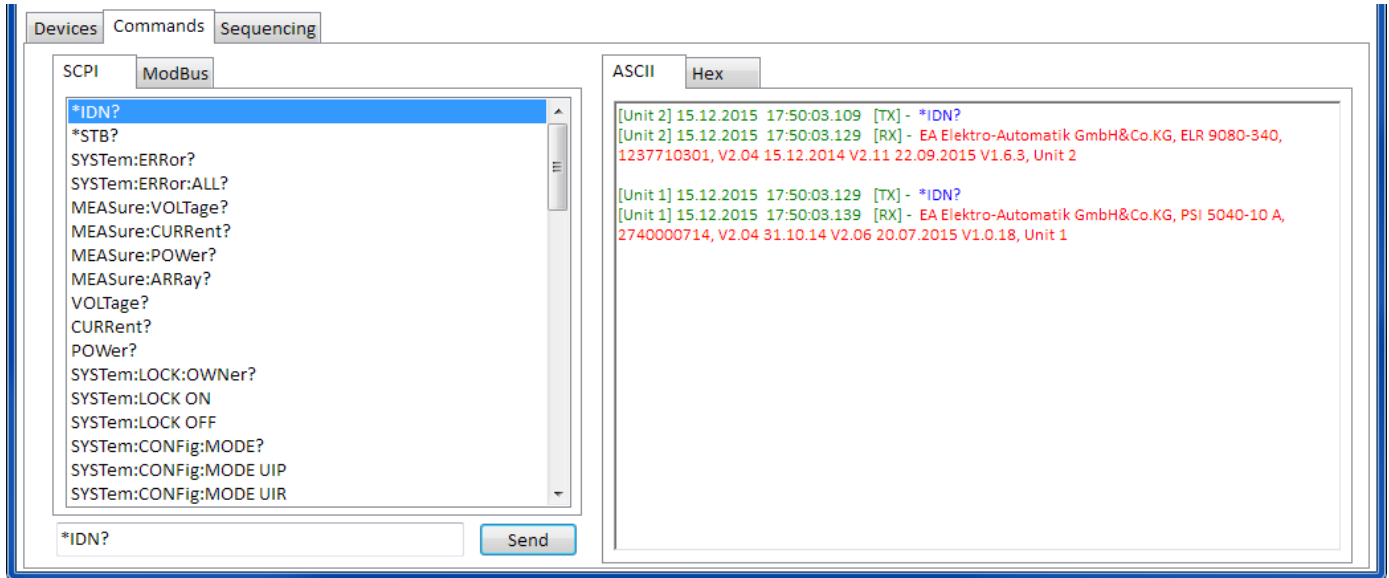 Devices Commands Sequencing
SCPI ModBus
*IDN?
*STB?
SYSTem:ERRor?
SYSTem:ERRor:ALL?
MEASure:VOLTage?
MEASure:CURRent?
MEASure:POWer?
MEASure:ARRay?
VOLTage?
CURRent?
POWer?
SYSTem:LOCK:OWNer?
SYSTem:LOCK ON
SYSTem:LOCK OFF
SYSTem:CONFig:MODE?
SYSTem:CONFig:MODE UIP
SYSTem:CONFig:MODE UIR
*IDN? Send
ASCII Hex
[Unit 2] 15.12.2015 17:50:03.109 [TX] - *IDN?
[Unit 2] 15.12.2015 17:50:03.129 [RX] - EA Elektro-Automatik GmbH&Co.KG, ELR 9080-340,
1237710301, V2.04 15.12.2014 V2.11 22.09.2015 V1.6.3, Unit 2
[Unit 1] 15.12.2015 17:50:03.129 [TX] - *IDN?
[Unit 1] 15.12.2015 17:50:03.139 [RX] - EA Elektro-Automatik GmbH&Co.KG, PSI 5040-10 A,
2740000714, V2.04 31.10.14 V2.06 20.07.2015 V1.0.18, Unit 1